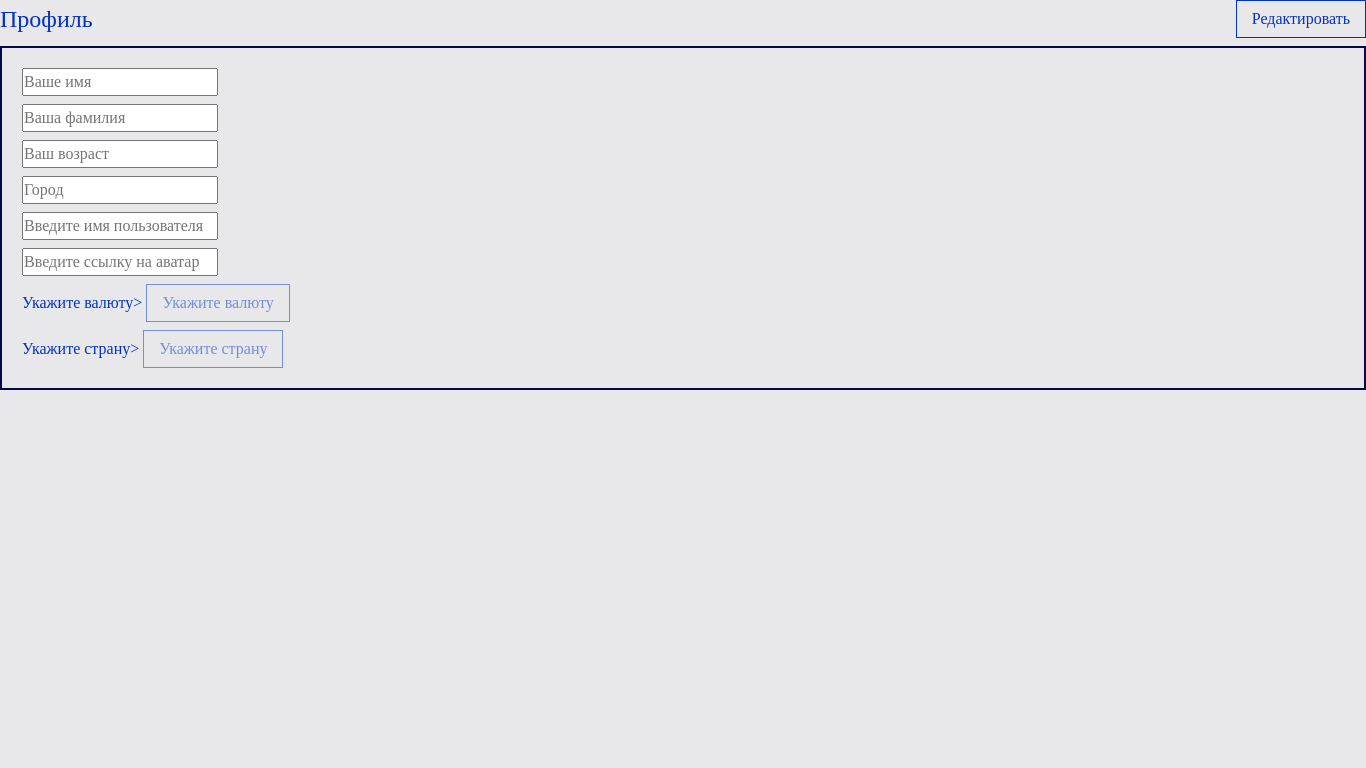 Профиль
Редактировать
Ваше имя
Ваша фамилия
Ваш возраст
Город
Введите имя пользователя
Введите ссылку на аватар
Укажите валюту> Укажите валюту
Укажите страну> Укажите страну